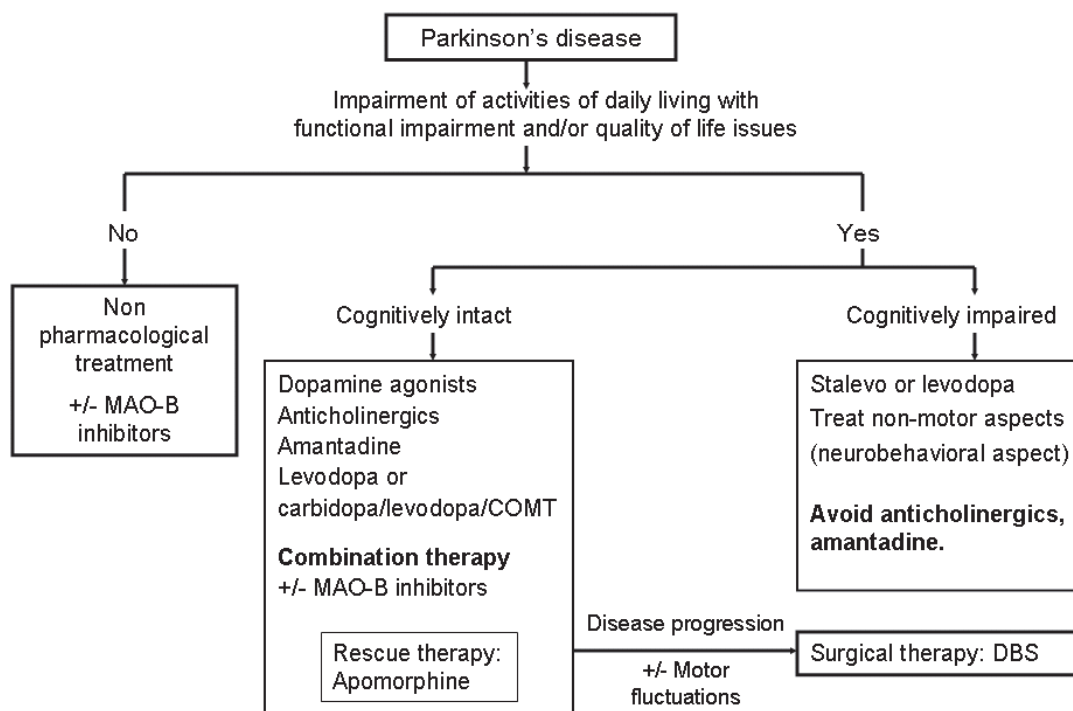 Parkinson's disease
Impairment of activities of daily living with
functional impairment and/or quality of life issues
No
Yes
Non
pharmacological
treatment
+/- MAO-B
inhibitors
Cognitively intact
Cognitively impaired
Dopamine agonists
Anticholinergics
Amantadine
Levodopa or
carbidopa/levodopa/COMT
Combination therapy
+/- MAO-B inhibitors
Rescue therapy:
Apomorphine
Stalevo or levodopa
Treat non-motor aspects
(neurobehavioral aspect)
Avoid anticholinergics,
amantadine.
Disease progression
+/- Motor
fluctuations
Surgical therapy: DBS